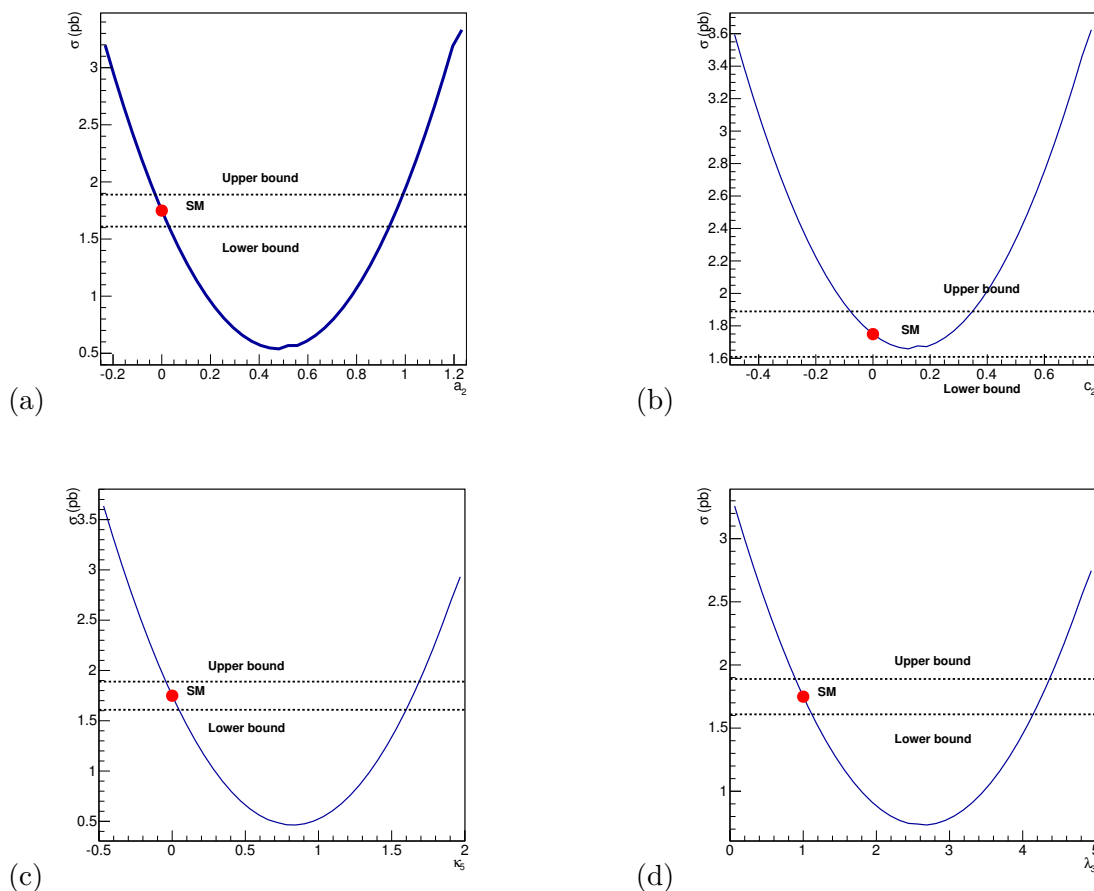 σ (pb)
3
2.5
2
1.5
1
0.5
Upper bound
SM
Lower bound
-0.2 0 0.2 0.4 0.6 0.8 1 1.2
a₂
(a)
σ (pb)
3.6
3.4
3.2
3
2.8
2.6
2.4
2.2
2
1.8
1.6
Upper bound
SM
-0.4 -0.2 0 0.2 0.4 0.6
Lower bound
c₂
(b)
σ (pb)
3.5
3
2.5
2
1.5
1
0.5
Upper bound
SM
Lower bound
-0.5 0 0.5 1 1.5 2
κ₅
(c)
σ (pb)
3
2.5
2
1.5
1
Upper bound
SM
Lower bound
0 1 2 3 4 5
λ₃
(d)